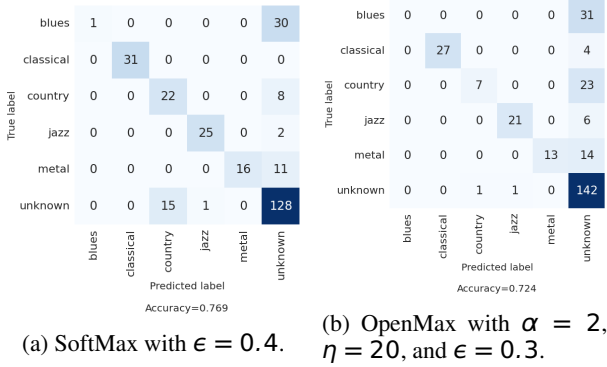 True label
blues 1 0 0 0 0 30
classical 0 31 0 0 0 0
country 0 0 22 0 0 8
jazz 0 0 0 25 0 2
metal 0 0 0 0 16 11
unknown 0 0 15 1 0 128
blues classical country jazz metal unknown
Predicted label
Accuracy=0.769
(a) SoftMax with ϵ = 0.4.
True label
blues 0 0 0 0 0 31
classical 0 27 0 0 0 4
country 0 0 7 0 0 23
jazz 0 0 0 21 0 6
metal 0 0 0 0 13 14
unknown 0 0 1 1 0 142
blues classical country jazz metal unknown
Predicted label
Accuracy=0.724
(b) OpenMax with α = 2,
η = 20, and ϵ = 0.3.